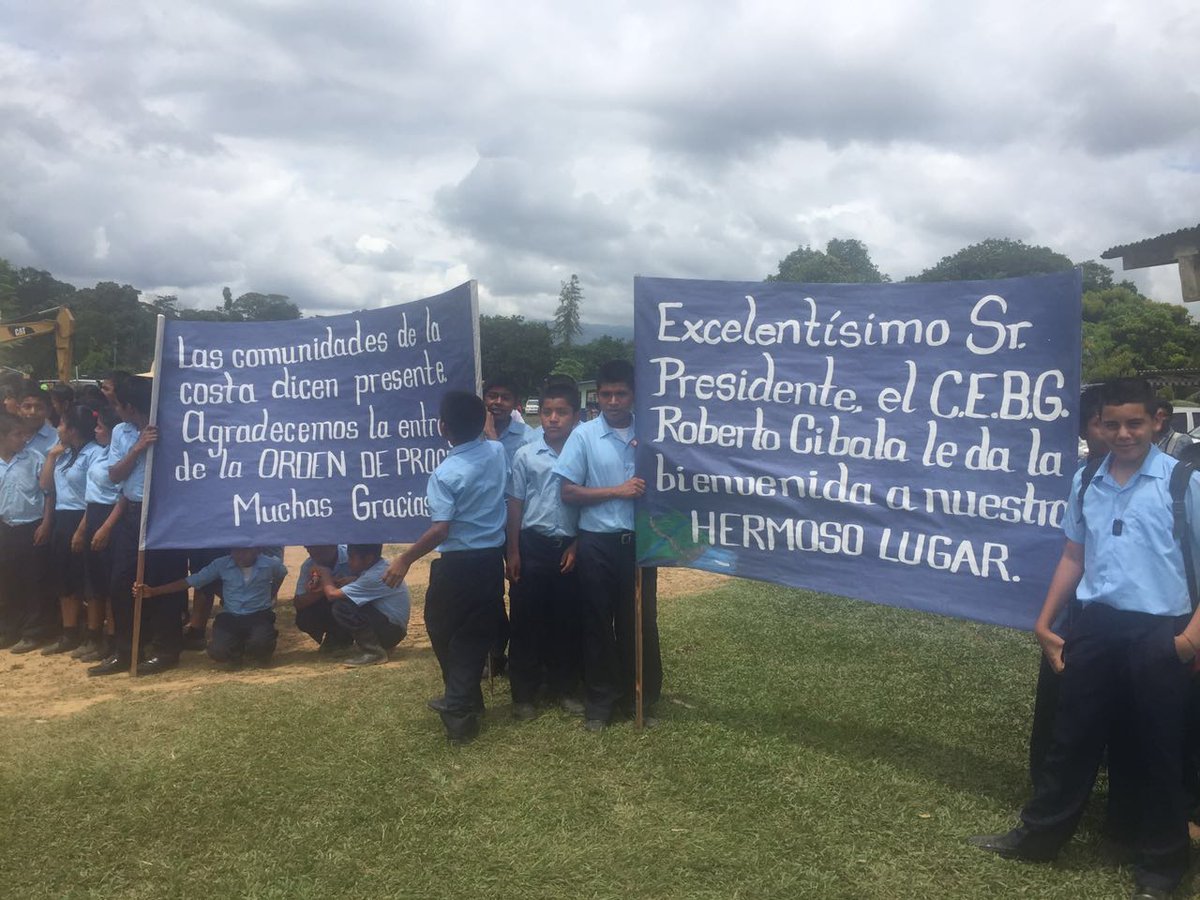 Las comunidades de la
costa dicen presente.
Agradecemos la
de la ORDEN DE
Muchas Gracias
Excelentísimo Sr.
Presidente, el C.E.B.G.
Roberto Cibala le da la
bienvenida a nuestro
HERMOSO LUGAR.
CAT